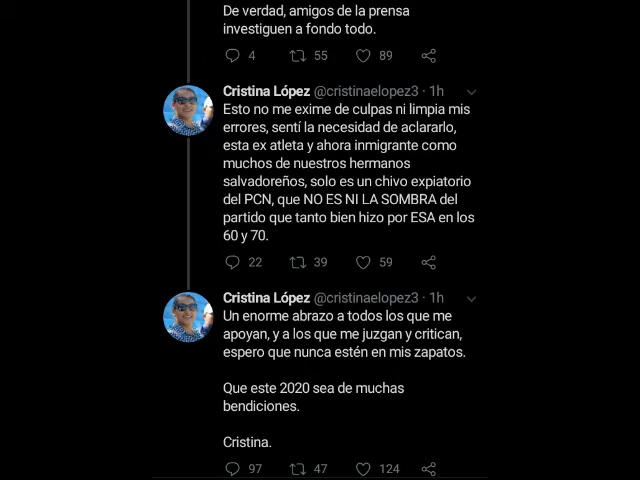 De verdad, amigos de la prensa
investiguen a fondo todo.
4 55 89
Cristina López @cristinaelopez3 · 1h
Esto no me exime de culpas ni limpia mis
errores, sentí la necesidad de aclararlo,
esta ex atleta y ahora inmigrante como
muchos de nuestros hermanos
salvadoreños, solo es un chivo expiatorio
del PCN, que NO ES NI LA SOMBRA del
partido que tanto bien hizo por ESA en los
60 y 70.
22 39 59
Cristina López @cristinaelopez3 · 1h
Un enorme abrazo a todos los que me
apoyan, y a los que me juzgan y critican,
espero que nunca estén en mis zapatos.
Que este 2020 sea de muchas
bendiciones.
Cristina.
97 47 124